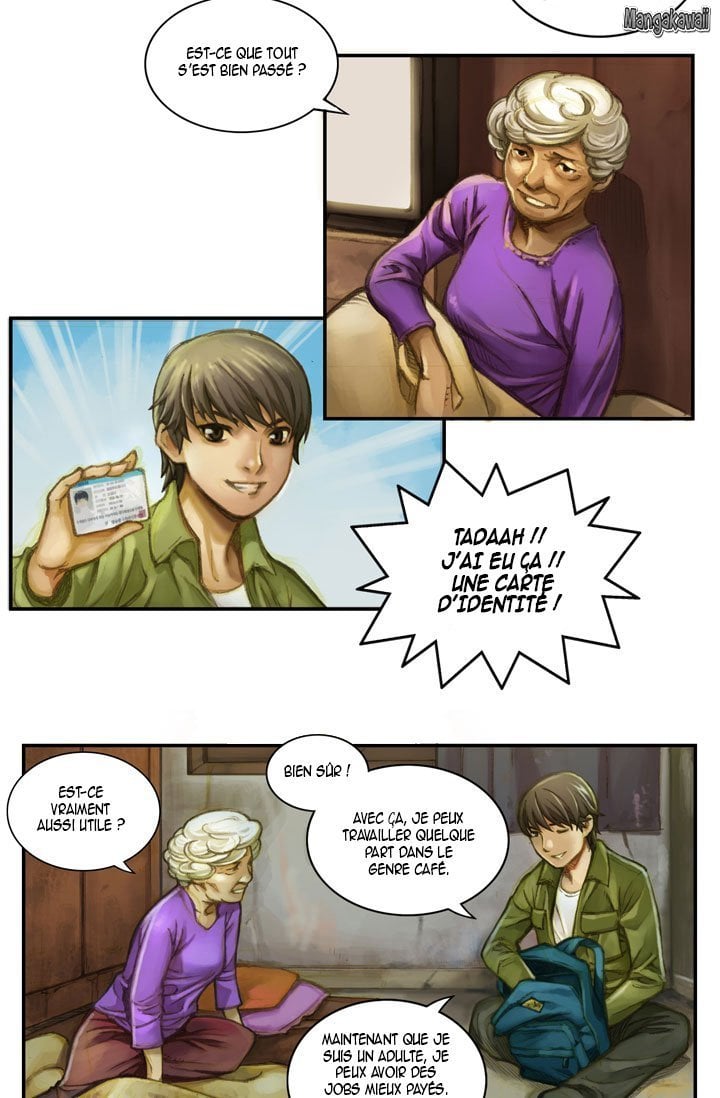 Mangakawaii
EST-CE QUE TOUT
S'EST BIEN PASSÉ ?
TADAAH !!
J'AI EU ÇA !!
UNE CARTE
D'IDENTITÉ !
EST-CE
VRAIMENT
AUSSI UTILE ?
BIEN SÛR !
AVEC ÇA, JE PEUX
TRAVAILLER QUELQUE
PART DANS LE
GENRE CAFÉ.
MAINTENANT QUE JE
SUIS UN ADULTE, JE
PEUX AVOIR DES
JOBS MIEUX PAYÉS.